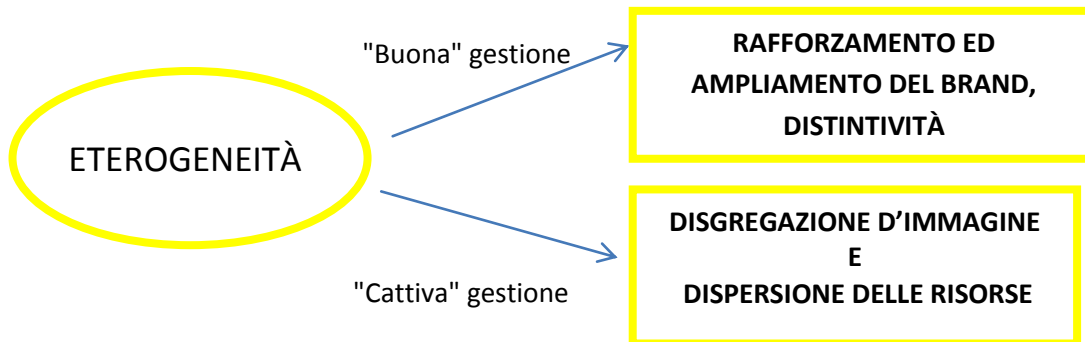 ETEROGENEITÀ
"Buona" gestione
RAFFORZAMENTO ED
AMPLIAMENTO DEL BRAND,
DISTINTIVITÀ
"Cattiva" gestione
DISGREGAZIONE D’IMMAGINE
E
DISPERSIONE DELLE RISORSE